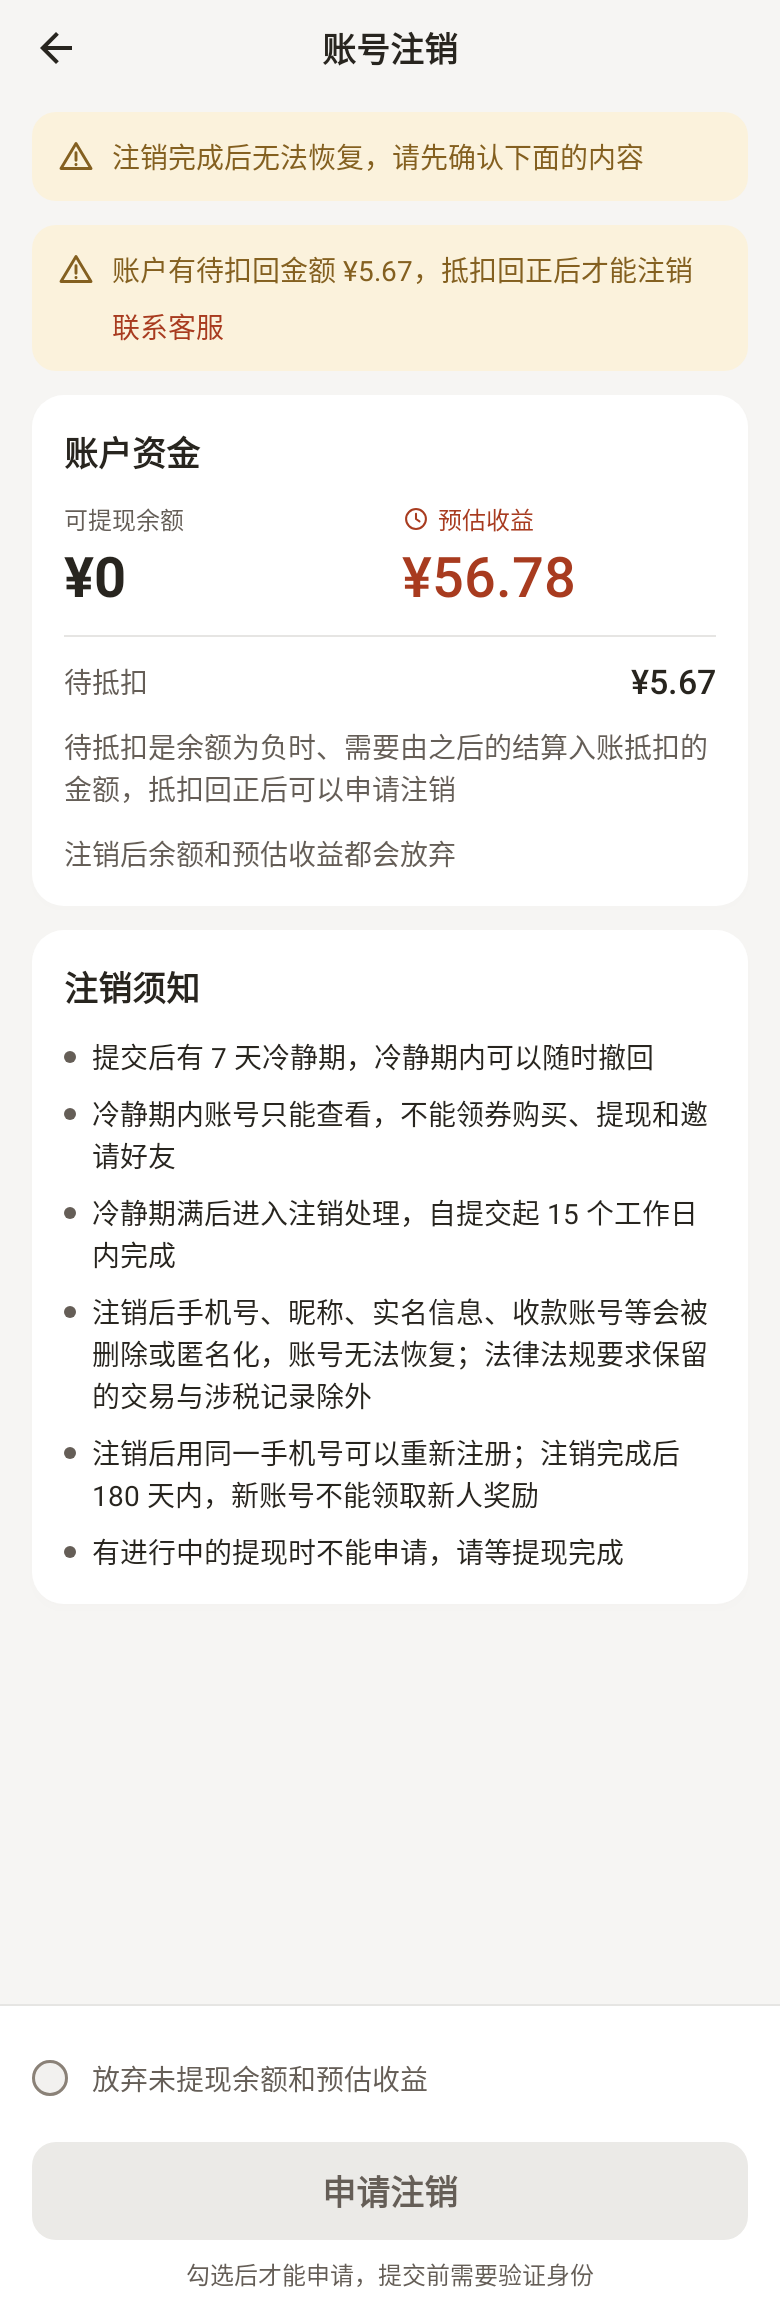 账号注销
注销完成后无法恢复，请先确认下面的内容
账户有待扣回金额 ¥5.67，抵扣回正后才能注销
联系客服
账户资金
可提现余额
预估收益
¥0
¥56.78
待抵扣
¥5.67
待抵扣是余额为负时、需要由之后的结算入账抵扣的
金额，抵扣回正后可以申请注销
注销后余额和预估收益都会放弃
注销须知
提交后有 7 天冷静期，冷静期内可以随时撤回
冷静期内账号只能查看，不能领券购买、提现和邀
请好友
冷静期满后进入注销处理，自提交起 15 个工作日
内完成
注销后手机号、昵称、实名信息、收款账号等会被
删除或匿名化，账号无法恢复；法律法规要求保留
的交易与涉税记录除外
注销后用同一手机号可以重新注册；注销完成后
180 天内，新账号不能领取新人奖励
有进行中的提现时不能申请，请等提现完成
放弃未提现余额和预估收益
申请注销
勾选后才能申请，提交前需要验证身份